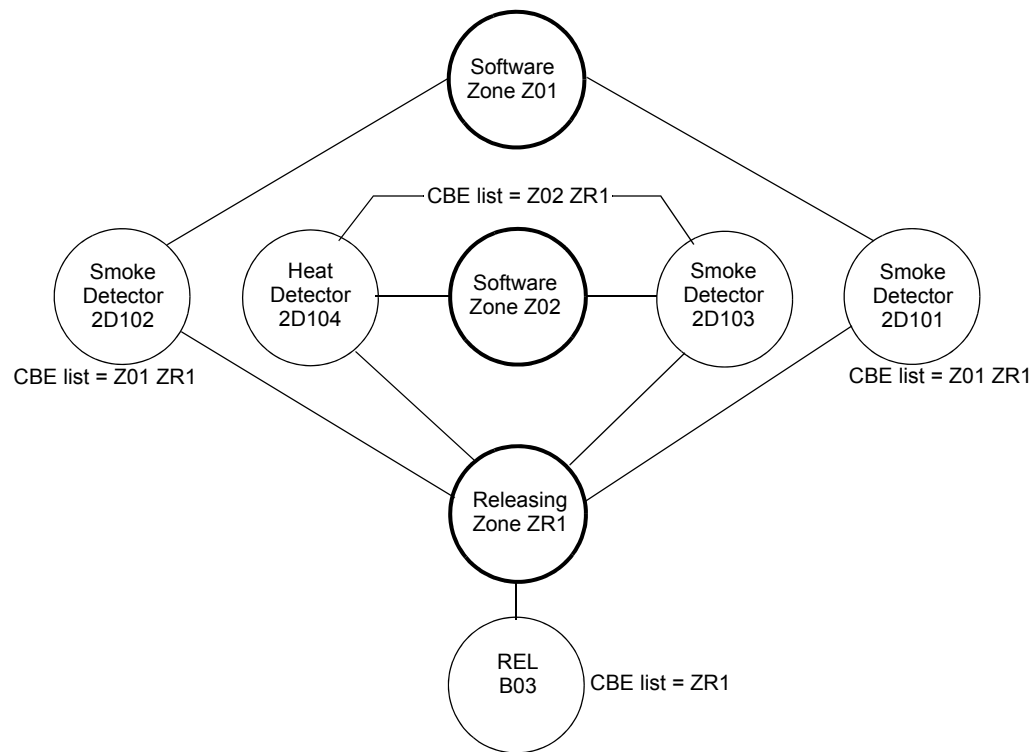 Software
Zone Z01
CBE list = Z02 ZR1
Smoke
Detector
2D102
Heat
Detector
2D104
Software
Zone Z02
Smoke
Detector
2D103
Smoke
Detector
2D101
CBE list = Z01 ZR1
CBE list = Z01 ZR1
Releasing
Zone ZR1
REL
B03
CBE list = ZR1